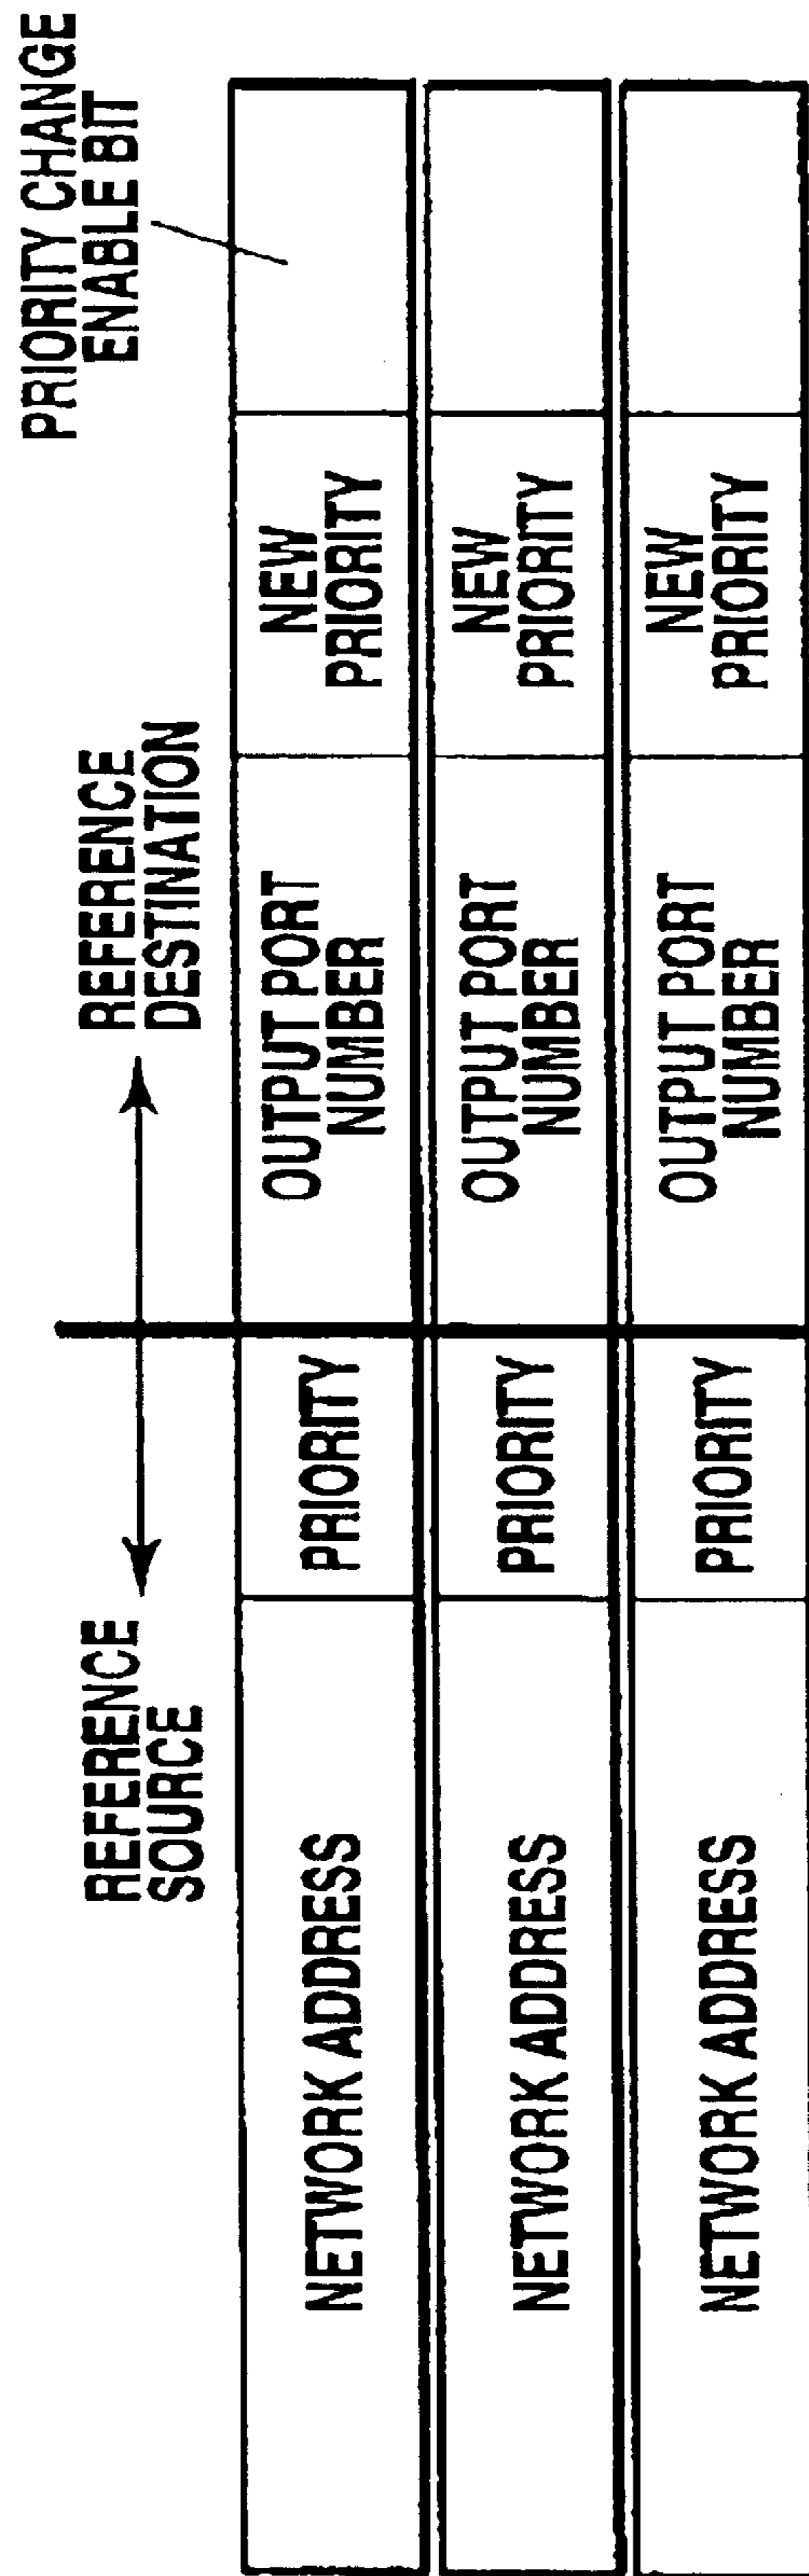 PRIORITY CHANGE
ENABLE BIT
REFERENCE
SOURCE
REFERENCE
DESTINATION
NETWORK ADDRESS
PRIORITY
OUTPUT PORT
NUMBER
NEW
PRIORITY
NETWORK ADDRESS
PRIORITY
OUTPUT PORT
NUMBER
NEW
PRIORITY
NETWORK ADDRESS
PRIORITY
OUTPUT PORT
NUMBER
NEW
PRIORITY